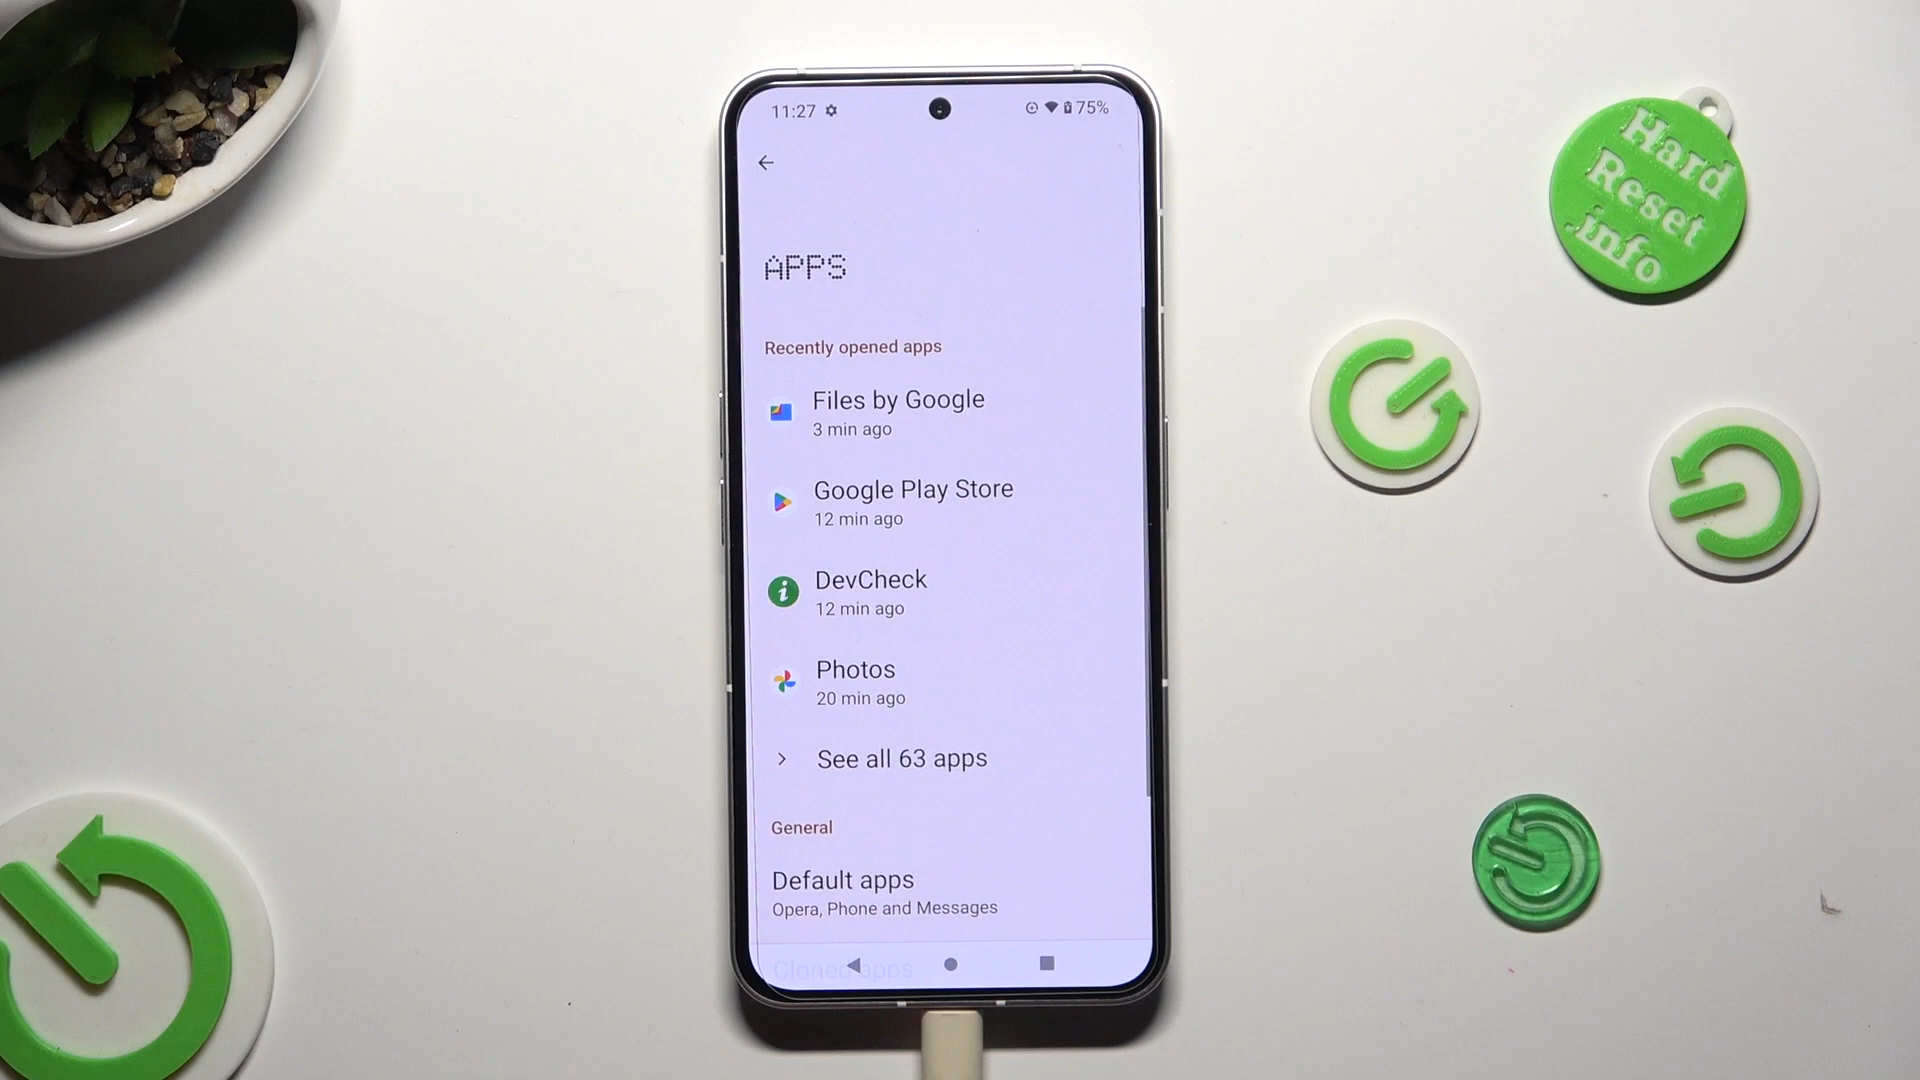 11:27
75%
APPS
Recently opened apps
Files by Google
3 min ago
Google Play Store
12 min ago
DevCheck
12 min ago
Photos
20 min ago
See all 63 apps
General
Default apps
Opera, Phone and Messages
Cloned apps
Hard
Reset
.info